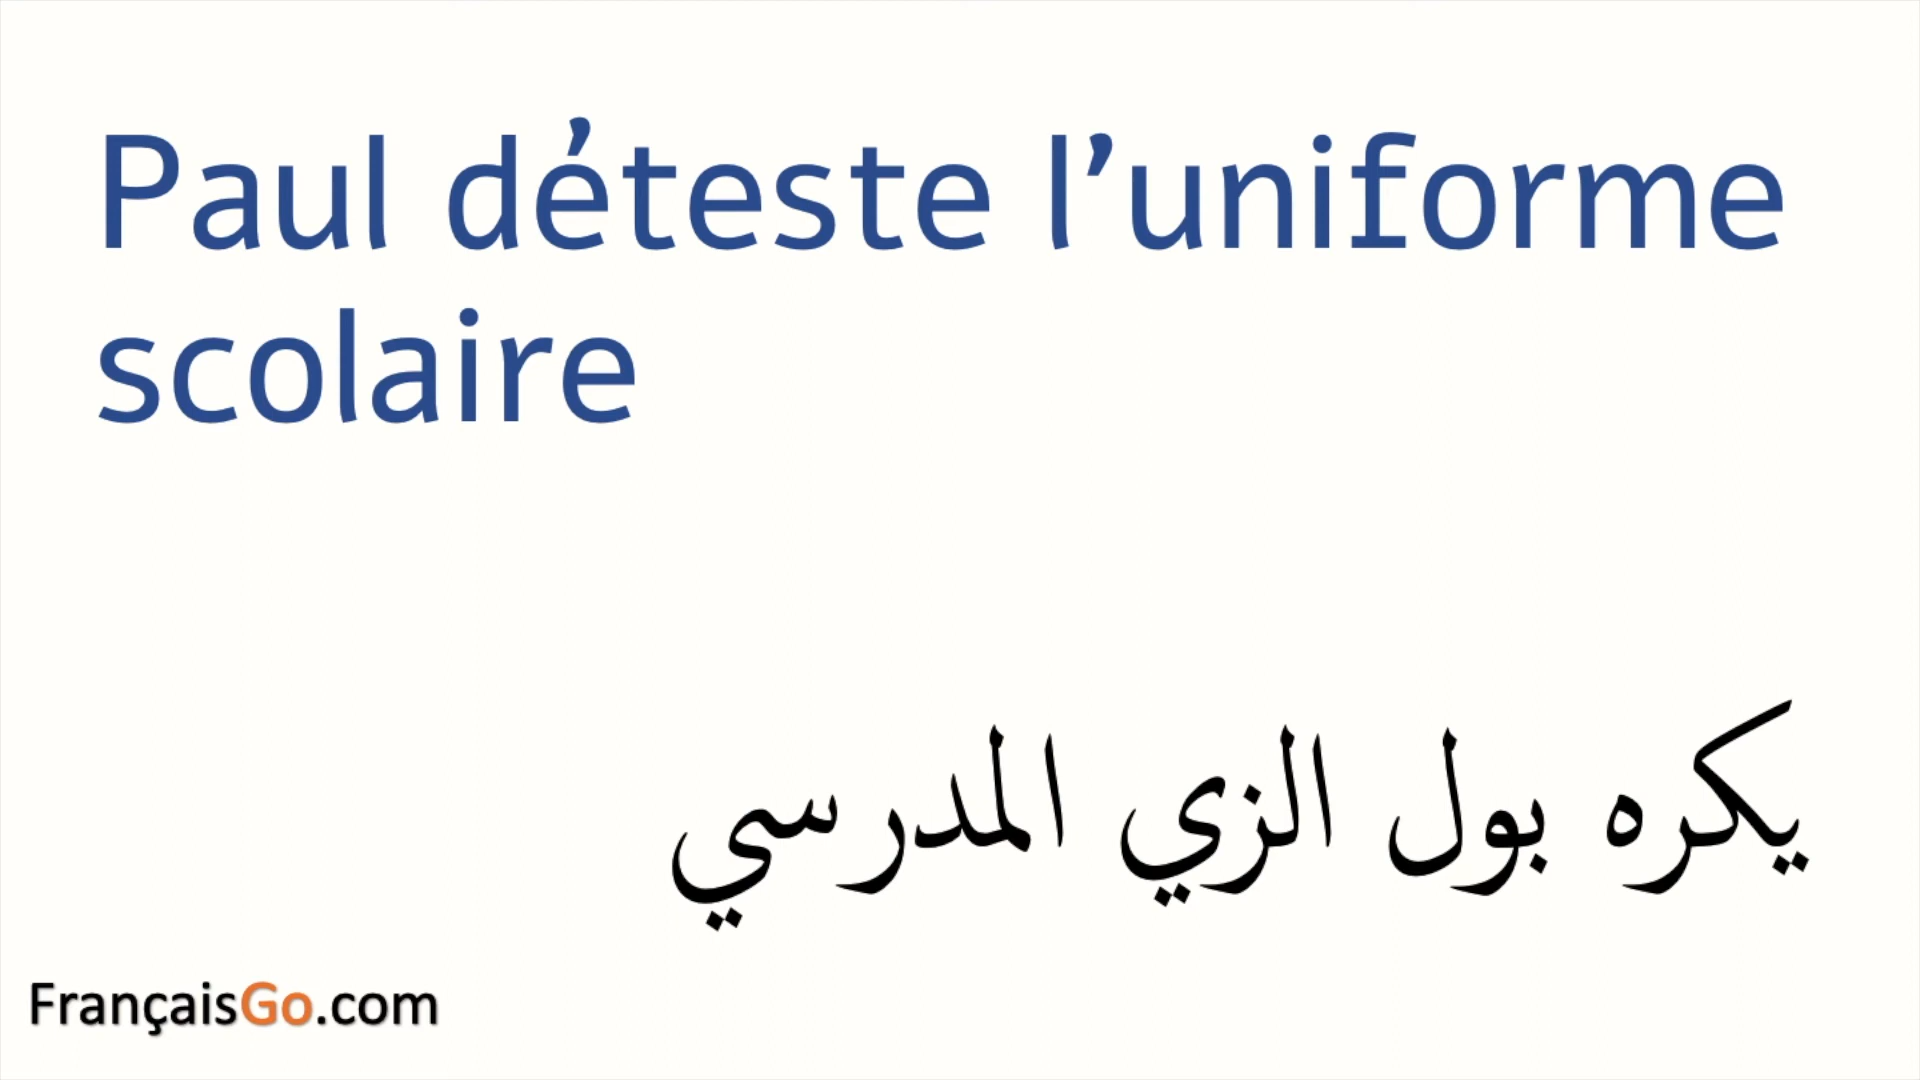 Paul déteste l’uniforme
scolaire
يكره بول الزي المدرسي
FrançaisGo.com